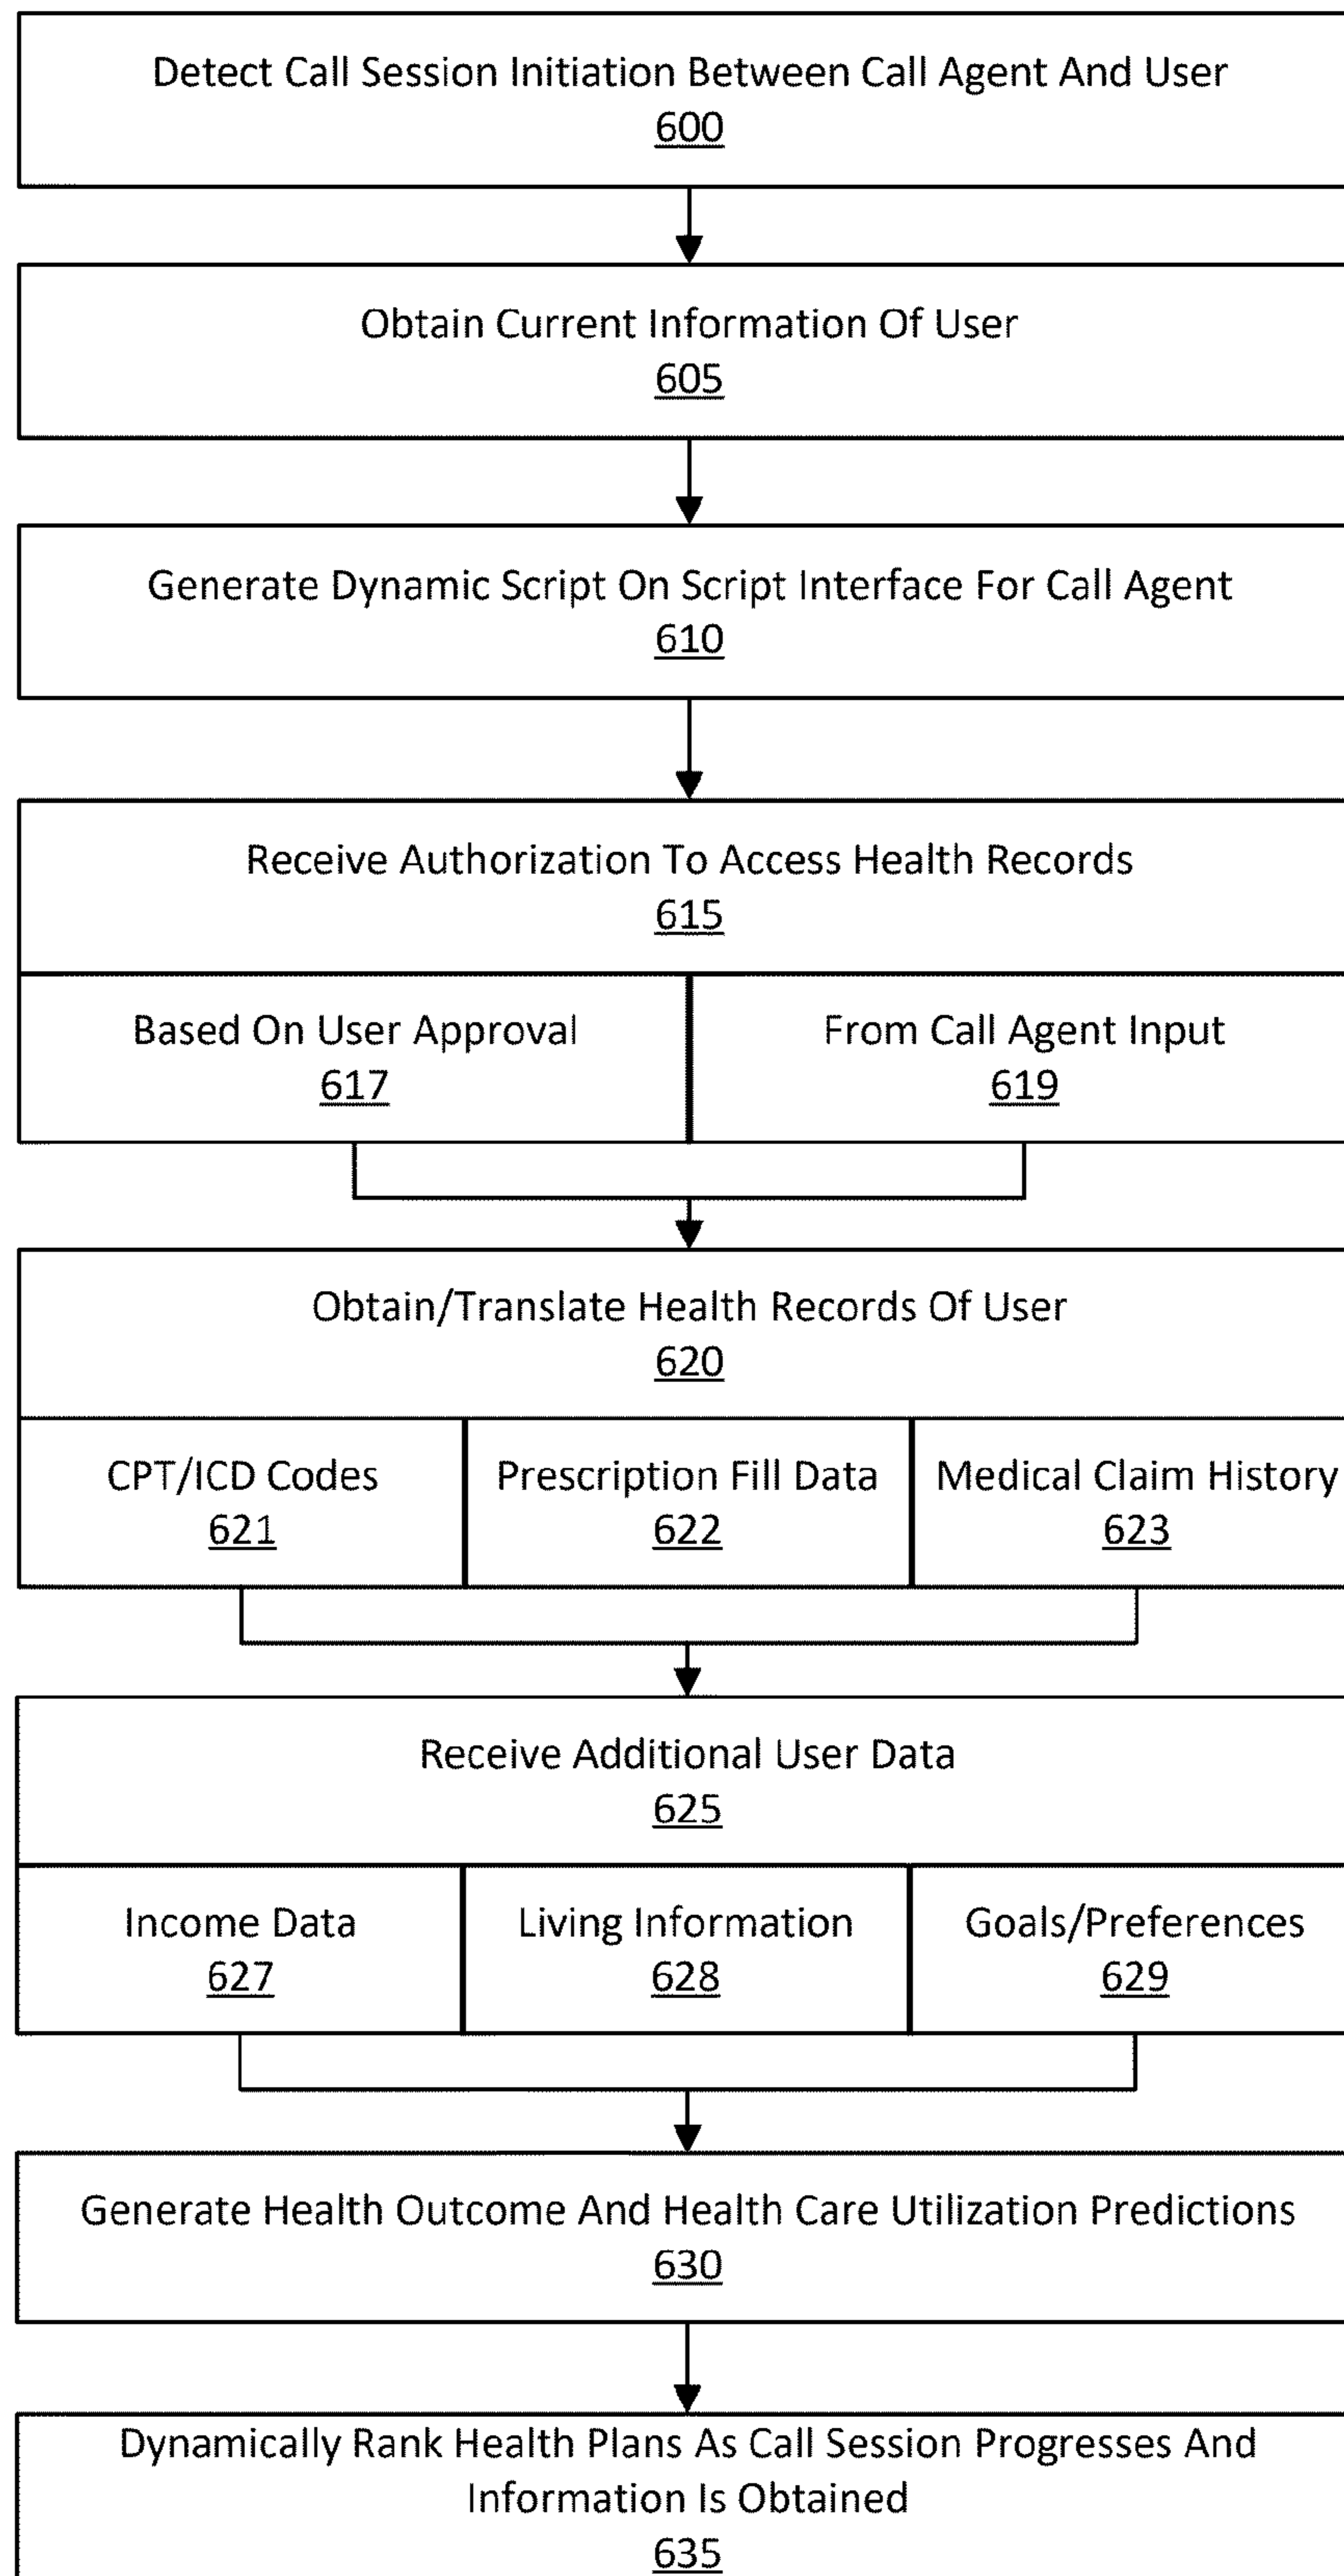 Detect Call Session Initiation Between Call Agent And User
600
Obtain Current Information Of User
605
Generate Dynamic Script On Script Interface For Call Agent
610
Receive Authorization To Access Health Records
615
Based On User Approval
617
From Call Agent Input
619
Obtain/Translate Health Records Of User
620
CPT/ICD Codes
621
Prescription Fill Data
622
Medical Claim History
623
Receive Additional User Data
625
Income Data
627
Living Information
628
Goals/Preferences
629
Generate Health Outcome And Health Care Utilization Predictions
630
Dynamically Rank Health Plans As Call Session Progresses And
Information Is Obtained
635